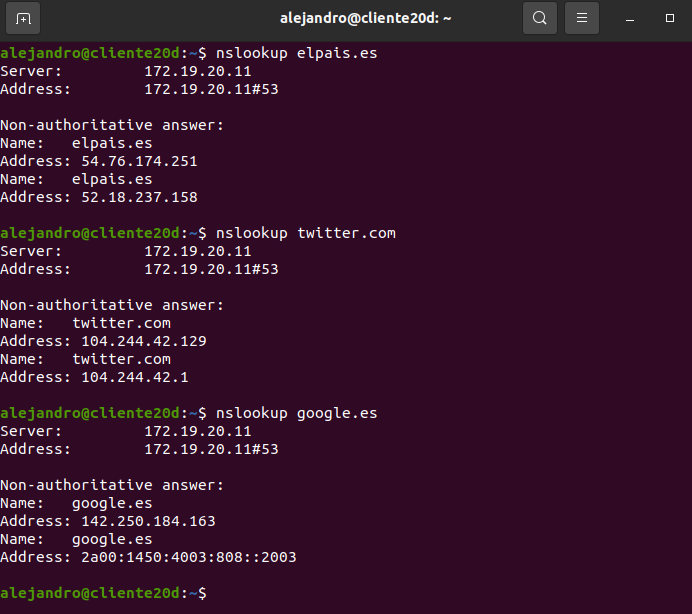 alejandro@cliente20d: ~
alejandro@cliente20d:~$ nslookup elpais.es
Server:         172.19.20.11
Address:        172.19.20.11#53

Non-authoritative answer:
Name:   elpais.es
Address: 54.76.174.251
Name:   elpais.es
Address: 52.18.237.158

alejandro@cliente20d:~$ nslookup twitter.com
Server:         172.19.20.11
Address:        172.19.20.11#53

Non-authoritative answer:
Name:   twitter.com
Address: 104.244.42.129
Name:   twitter.com
Address: 104.244.42.1

alejandro@cliente20d:~$ nslookup google.es
Server:         172.19.20.11
Address:        172.19.20.11#53

Non-authoritative answer:
Name:   google.es
Address: 142.250.184.163
Name:   google.es
Address: 2a00:1450:4003:808::2003

alejandro@cliente20d:~$